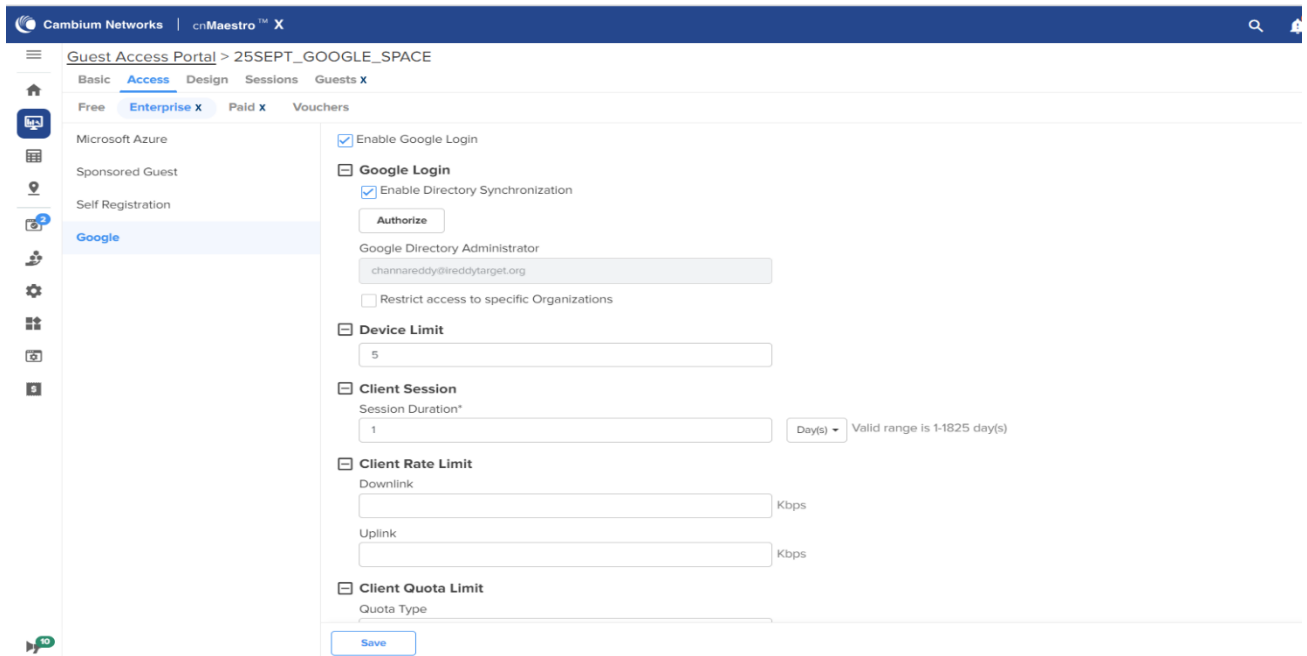 Cambium Networks | cnMaestro™ X
Guest Access Portal > 25SEPT_GOOGLE_SPACE
Basic Access Design Sessions Guests X
Free Enterprise X Paid X Vouchers
Microsoft Azure
Sponsored Guest
Self Registration
Google
Enable Google Login
Google Login
Enable Directory Synchronization
Authorize
Google Directory Administrator
channareddy@ireddytarget.org
Restrict access to specific Organizations
Device Limit
5
Client Session
Session Duration*
1 Day(s) Valid range is 1-1825 day(s)
Client Rate Limit
Downlink
Kbps
Uplink
Kbps
Client Quota Limit
Quota Type
Save
2
10